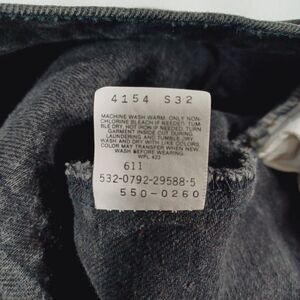 4154 S32
MACHINE WASH WARM. ONLY NON-
CHLORINE BLEACH IF NEEDED. TUM-
BLE DRY. HOT IRON IF NEEDED. TURN
GARMENT INSIDE OUT DURING
LAUNDERING AND TUMBLE DRY.
WASH AND DRY WITH LIKE COLORS.
COLOR MAY TRANSFER WHEN NEW.
WASH BEFORE WEARING.
WPL 423
611
532-0792-29588-5
550-0260